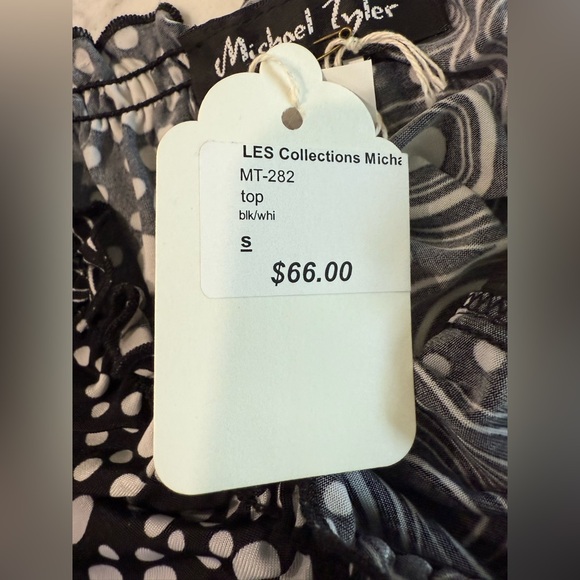 Michael Tyler
LES Collections Micha
MT-282
top
blk/whi
S
$66.00